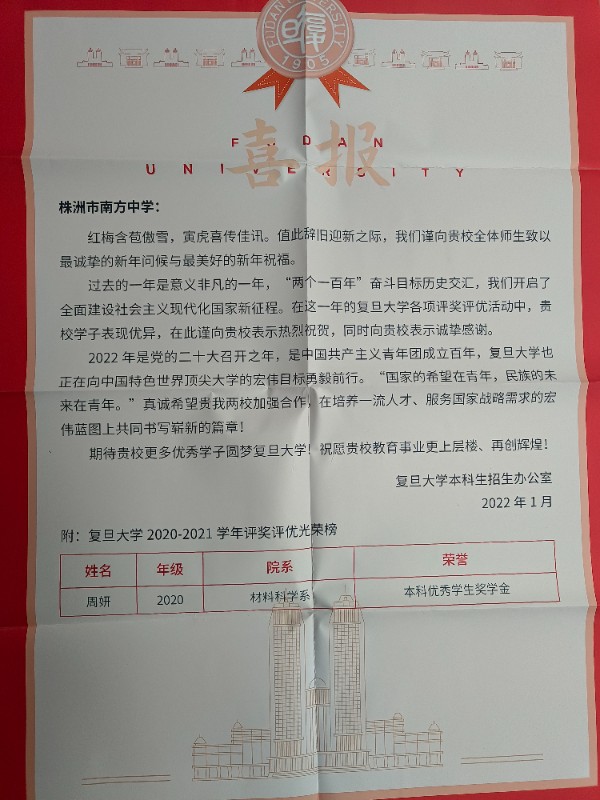 FUDAN UNIVERSITY
1905
喜报
FUDAN
UNIVERSITY
株洲市南方中学：
红梅含苞傲雪，寅虎喜传佳讯。值此辞旧迎新之际，我们谨向贵校全体师生致以
最诚挚的新年问候与最美好的新年祝福。
过去的一年是意义非凡的一年，“两个一百年”奋斗目标历史交汇，我们开启了
全面建设社会主义现代化国家新征程。在这一年的复旦大学各项评奖评优活动中，贵
校学子表现优异，在此谨向贵校表示热烈祝贺，同时向贵校表示诚挚感谢。
2022 年是党的二十大召开之年，是中国共产主义青年团成立百年，复旦大学也
正在向中国特色世界顶尖大学的宏伟目标勇毅前行。“国家的希望在青年，民族的未
来在青年。”真诚希望贵我两校加强合作，在培养一流人才、服务国家战略需求的宏
伟蓝图上共同书写崭新的篇章！
期待贵校更多优秀学子圆梦复旦大学！祝愿贵校教育事业更上层楼、再创辉煌！
复旦大学本科生招生办公室
2022 年 1 月
附：复旦大学 2020-2021 学年评奖评优光荣榜
姓名 年级 院系 荣誉
周妍 2020 材料科学系 本科优秀学生奖学金